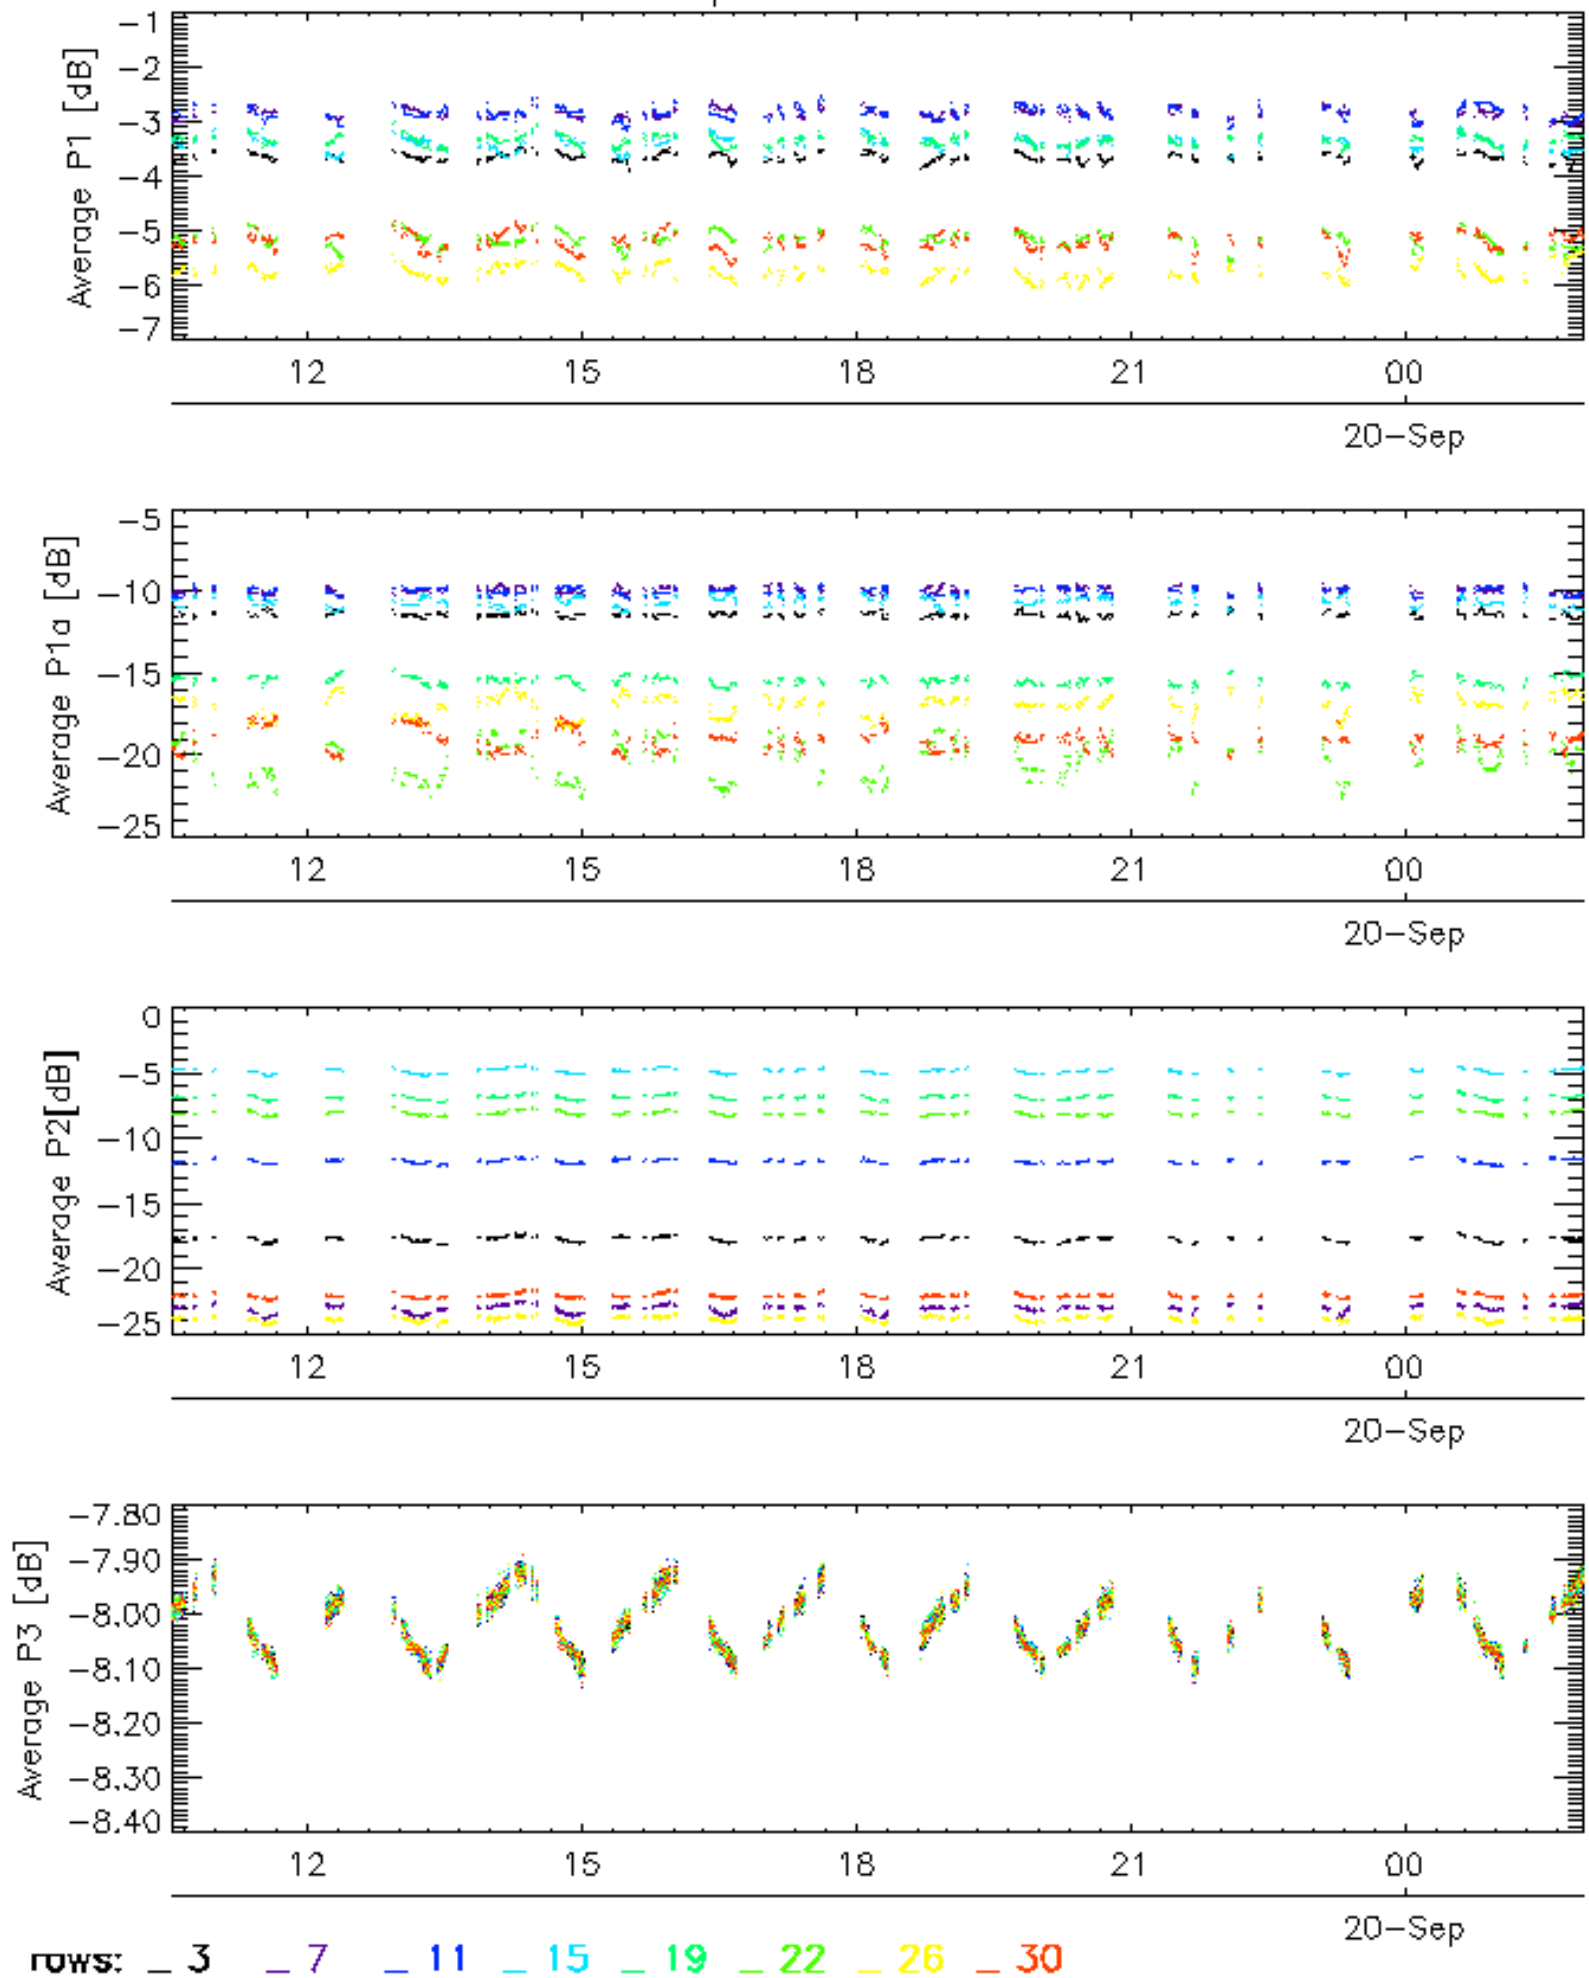 Average P1 [dB]
-1
-2
-3
-4
-5
-6
-7
12 15 18 21 00
20-Sep
Average P1a [dB]
-5
-10
-15
-20
-25
12 15 18 21 00
20-Sep
Average P2[dB]
0
-5
-10
-15
-20
-25
12 15 18 21 00
20-Sep
Average P3 [dB]
-7.80
-7.90
-8.00
-8.10
-8.20
-8.30
-8.40
12 15 18 21 00
20-Sep
rows: _ 3 _ 7 _ 11 _ 15 _ 19 _ 22 _ 26 _ 30